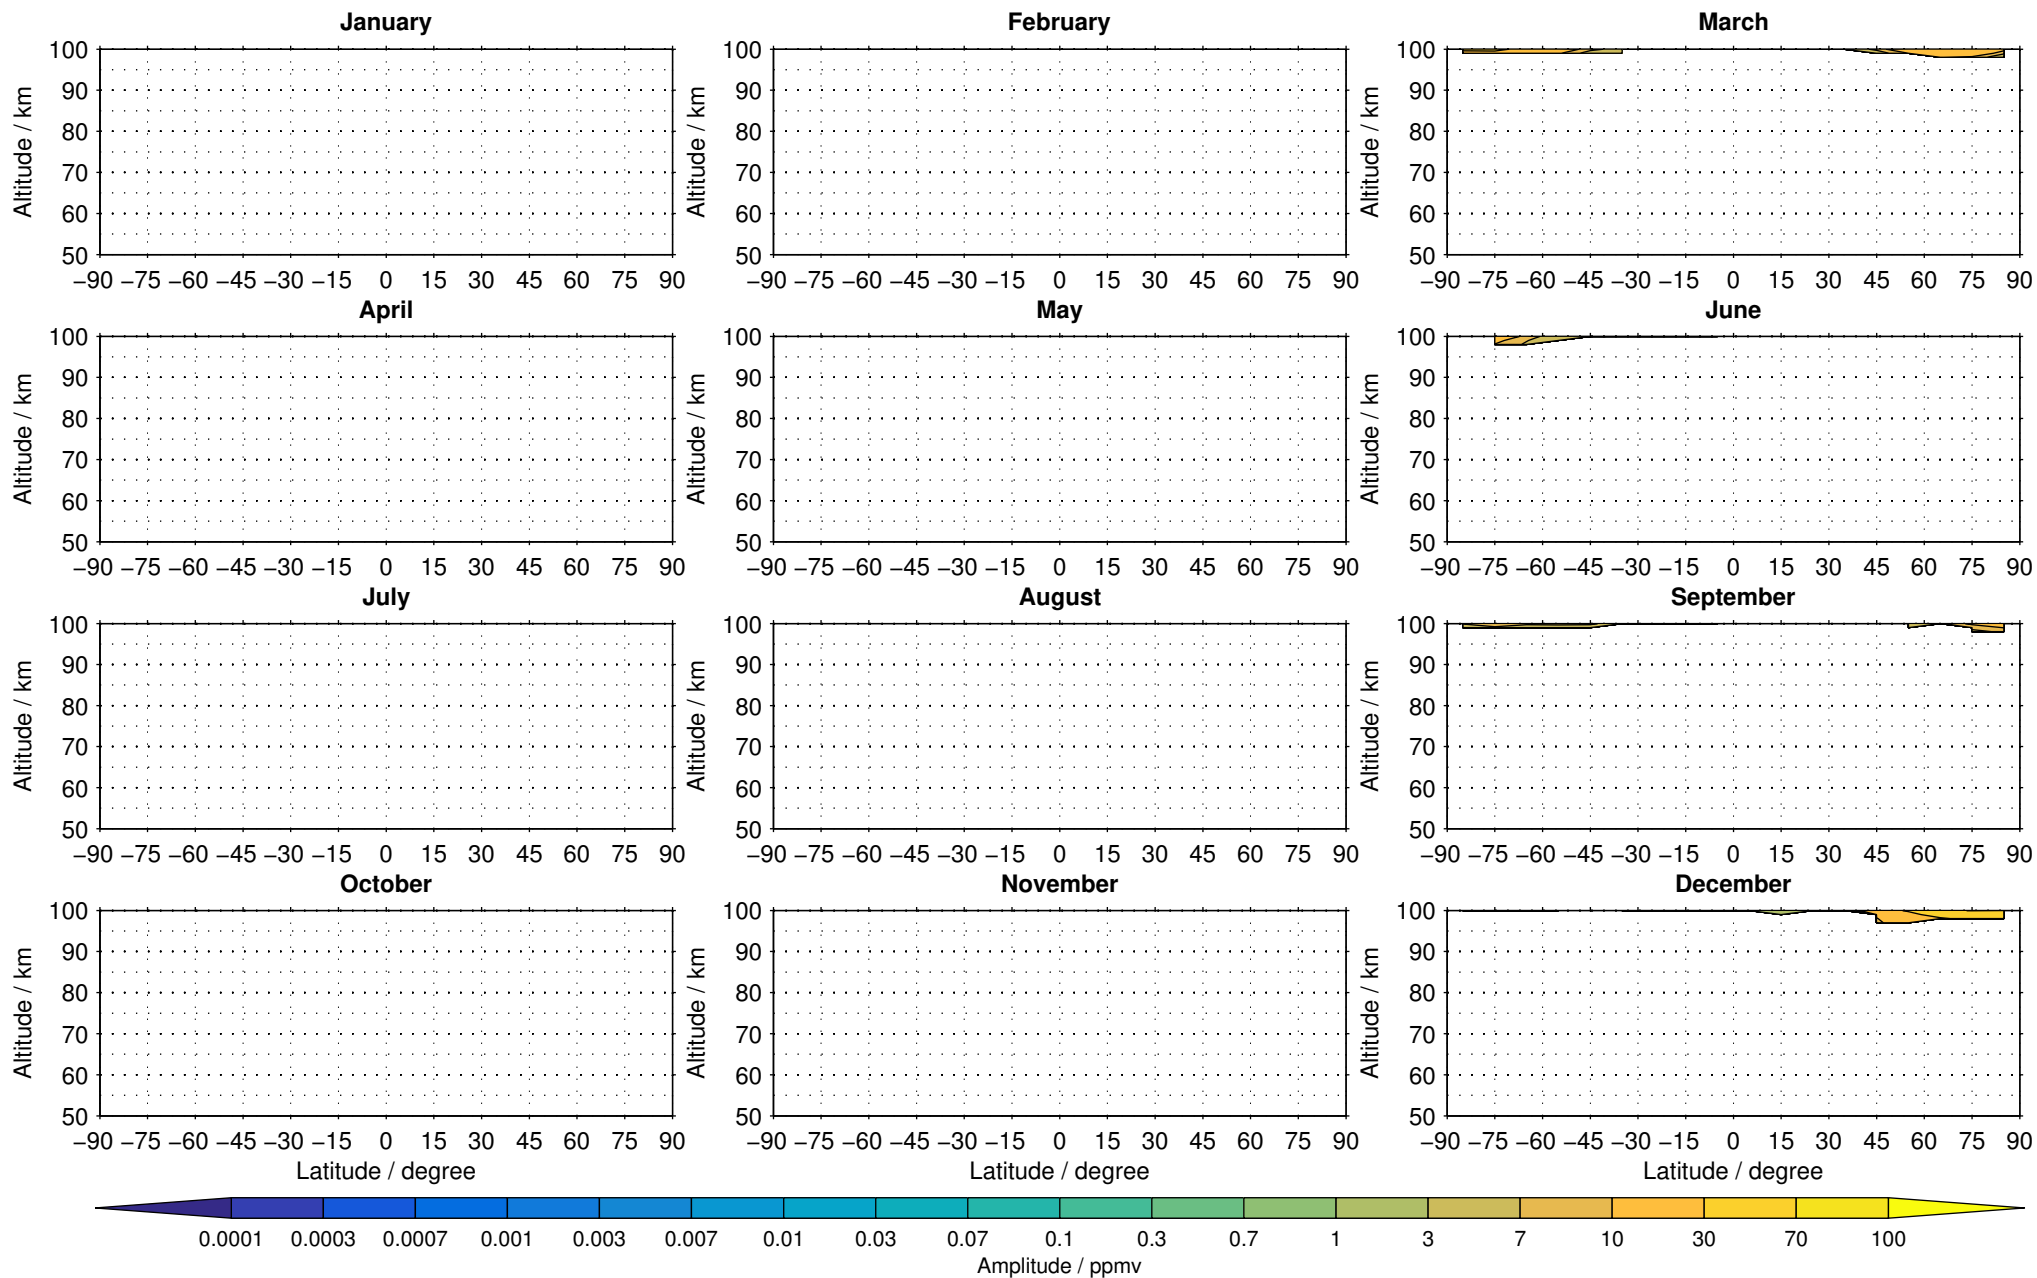 January February March
100 100 100
90 90 90
80 80 80
70 70 70
60 60 60
50 50 50
Altitude / km Altitude / km Altitude / km
−90 −75 −60 −45 −30 −15 0 15 30 45 60 75 90 −90 −75 −60 −45 −30 −15 0 15 30 45 60 75 90 −90 −75 −60 −45 −30 −15 0 15 30 45 60 75 90
April May June
100 100 100
90 90 90
80 80 80
70 70 70
60 60 60
50 50 50
Altitude / km Altitude / km Altitude / km
−90 −75 −60 −45 −30 −15 0 15 30 45 60 75 90 −90 −75 −60 −45 −30 −15 0 15 30 45 60 75 90 −90 −75 −60 −45 −30 −15 0 15 30 45 60 75 90
July August September
100 100 100
90 90 90
80 80 80
70 70 70
60 60 60
50 50 50
Altitude / km Altitude / km Altitude / km
−90 −75 −60 −45 −30 −15 0 15 30 45 60 75 90 −90 −75 −60 −45 −30 −15 0 15 30 45 60 75 90 −90 −75 −60 −45 −30 −15 0 15 30 45 60 75 90
October November December
100 100 100
90 90 90
80 80 80
70 70 70
60 60 60
50 50 50
Altitude / km Altitude / km Altitude / km
−90 −75 −60 −45 −30 −15 0 15 30 45 60 75 90 −90 −75 −60 −45 −30 −15 0 15 30 45 60 75 90 −90 −75 −60 −45 −30 −15 0 15 30 45 60 75 90
Latitude / degree Latitude / degree Latitude / degree
0.0001 0.0003 0.0007 0.001 0.003 0.007 0.01 0.03 0.07 0.1 0.3 0.7 1 3 7 10 30 70 100
Amplitude / ppmv